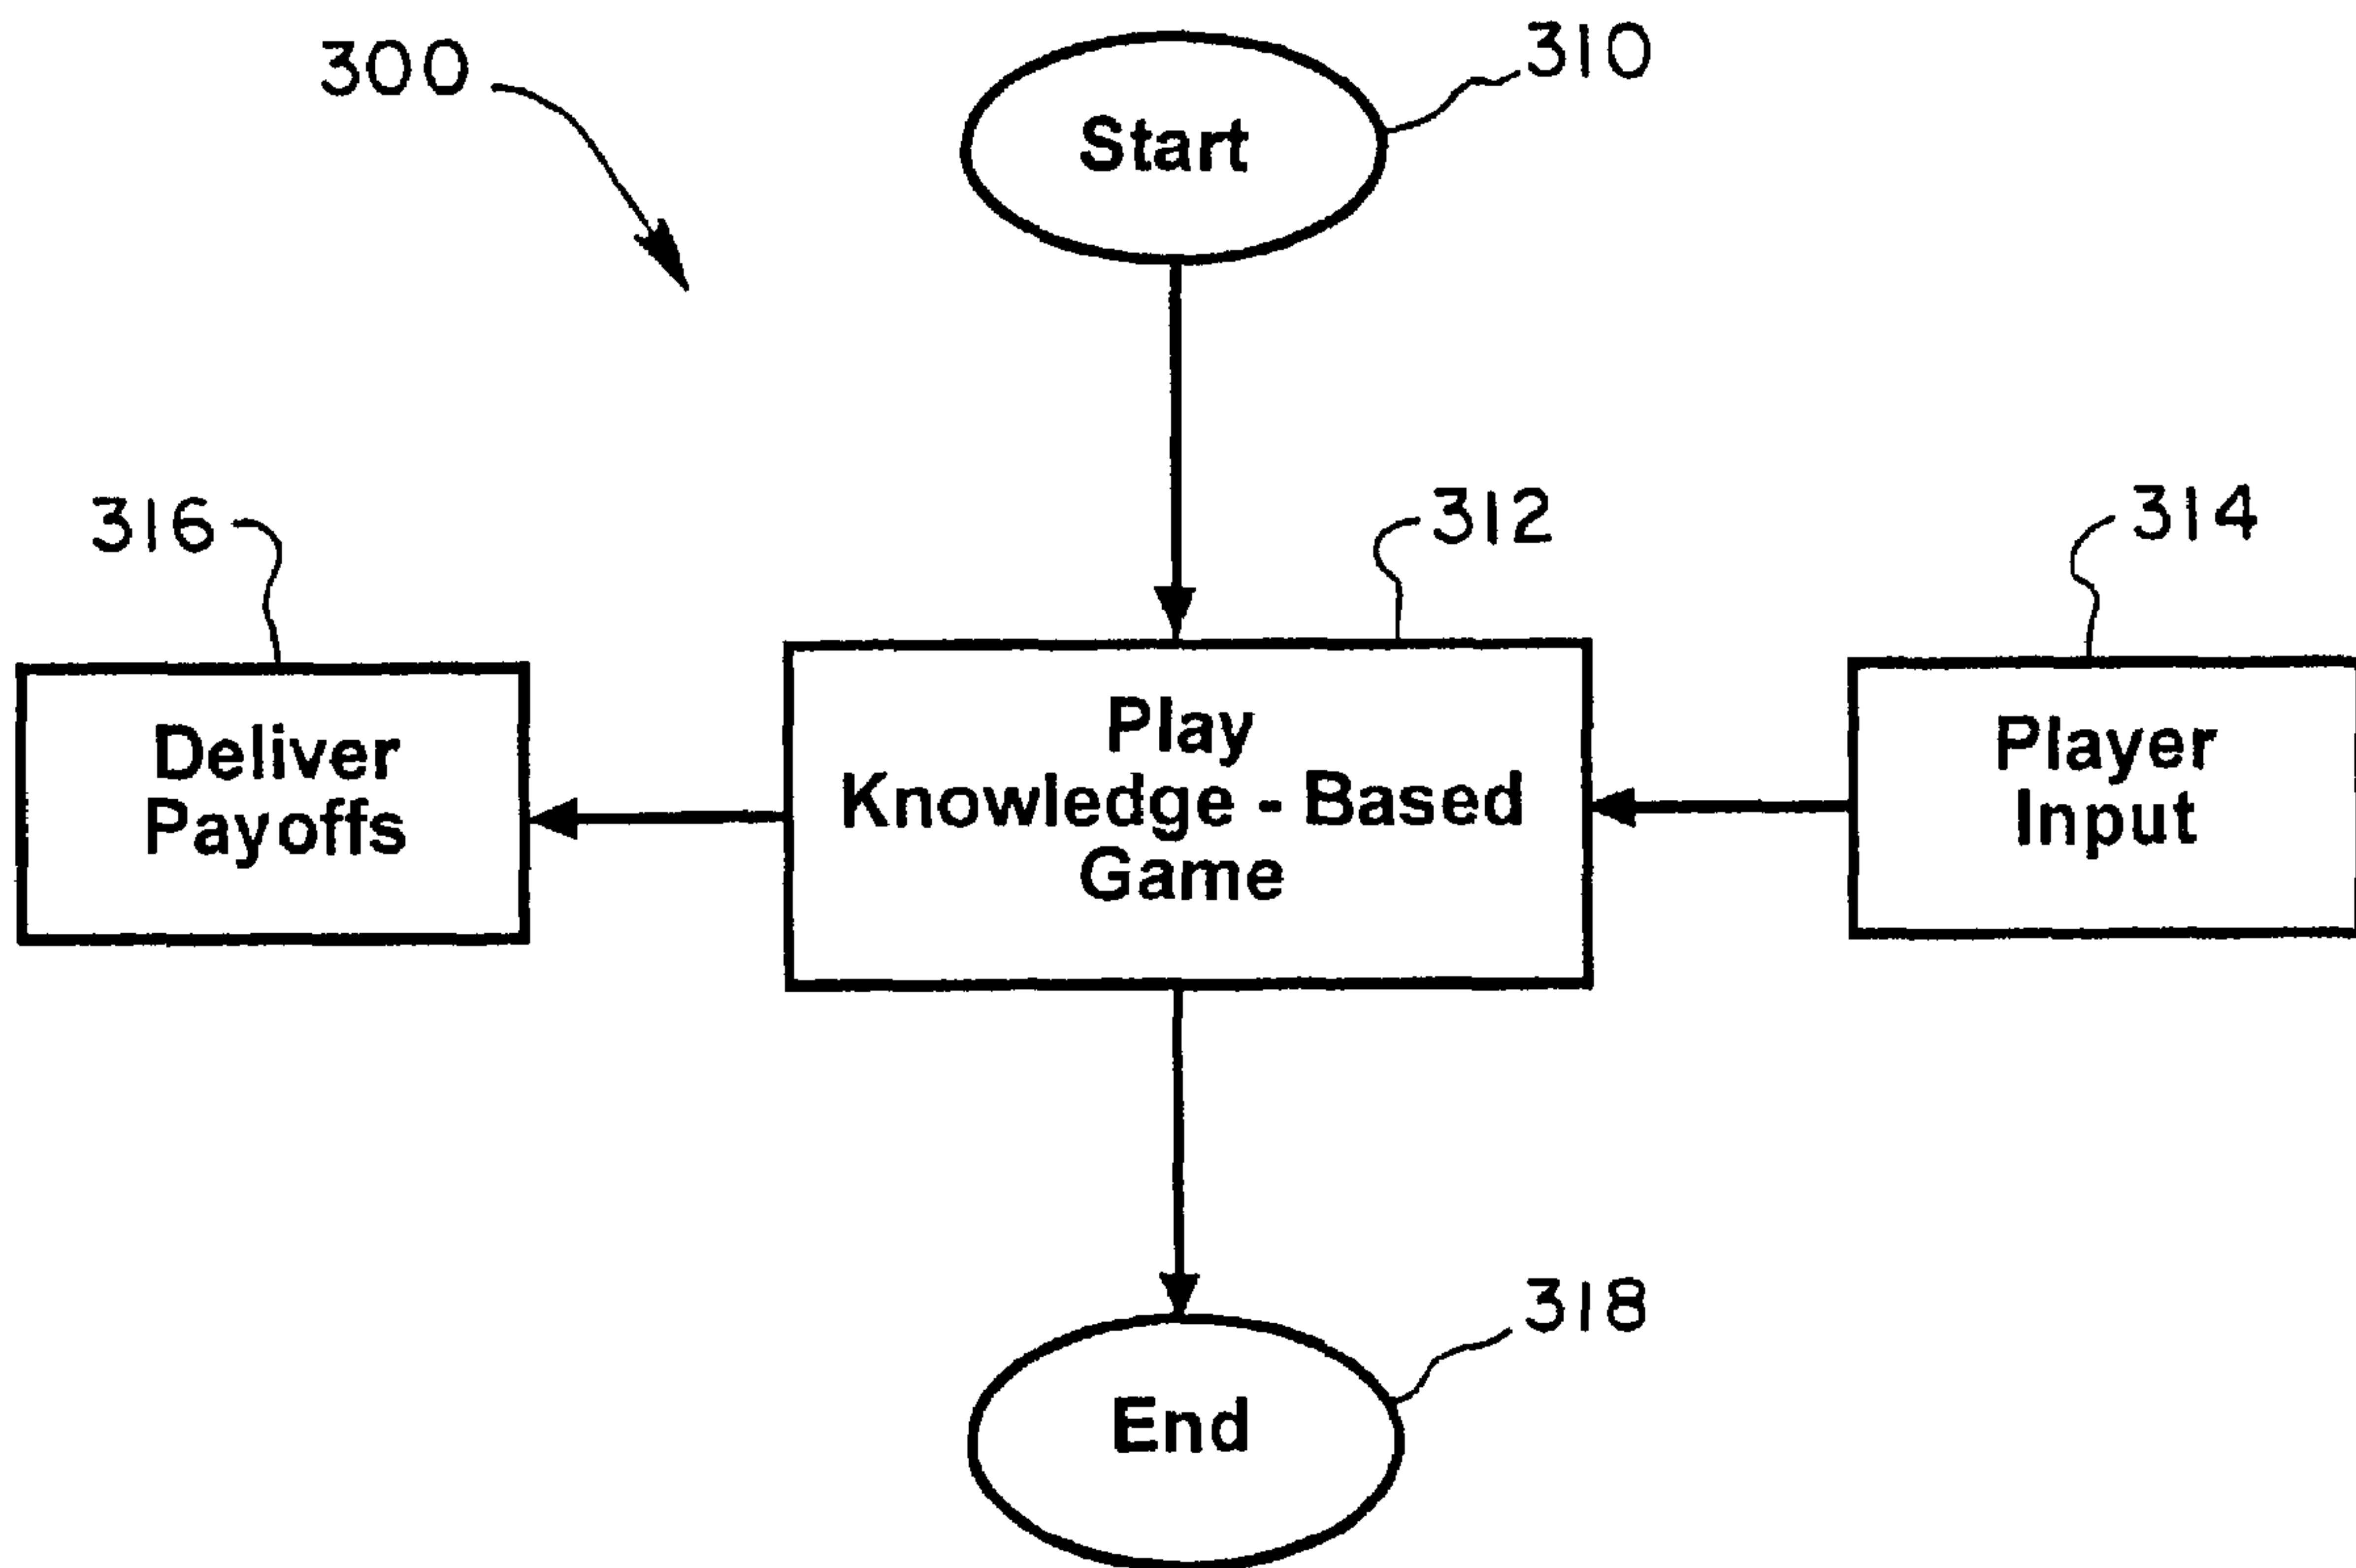 300
310
Start
316
312
314
Deliver
Payoffs
Play
Knowledge - Based
Game
Player
Input
318
End